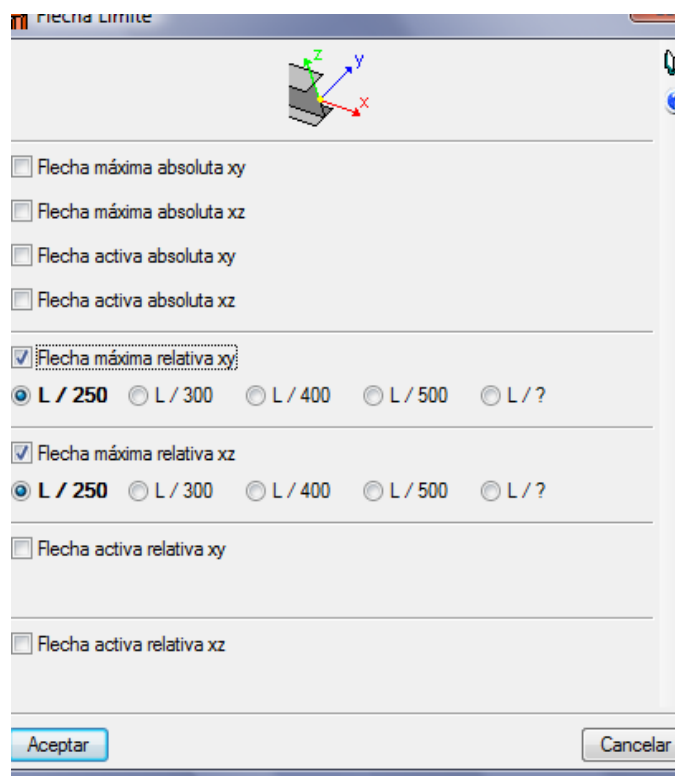 Flecha Límite
z
y
x
Flecha máxima absoluta xy
Flecha máxima absoluta xz
Flecha activa absoluta xy
Flecha activa absoluta xz
Flecha máxima relativa xy
L / 250 L / 300 L / 400 L / 500 L / ?
Flecha máxima relativa xz
L / 250 L / 300 L / 400 L / 500 L / ?
Flecha activa relativa xy
Flecha activa relativa xz
Aceptar Cancelar